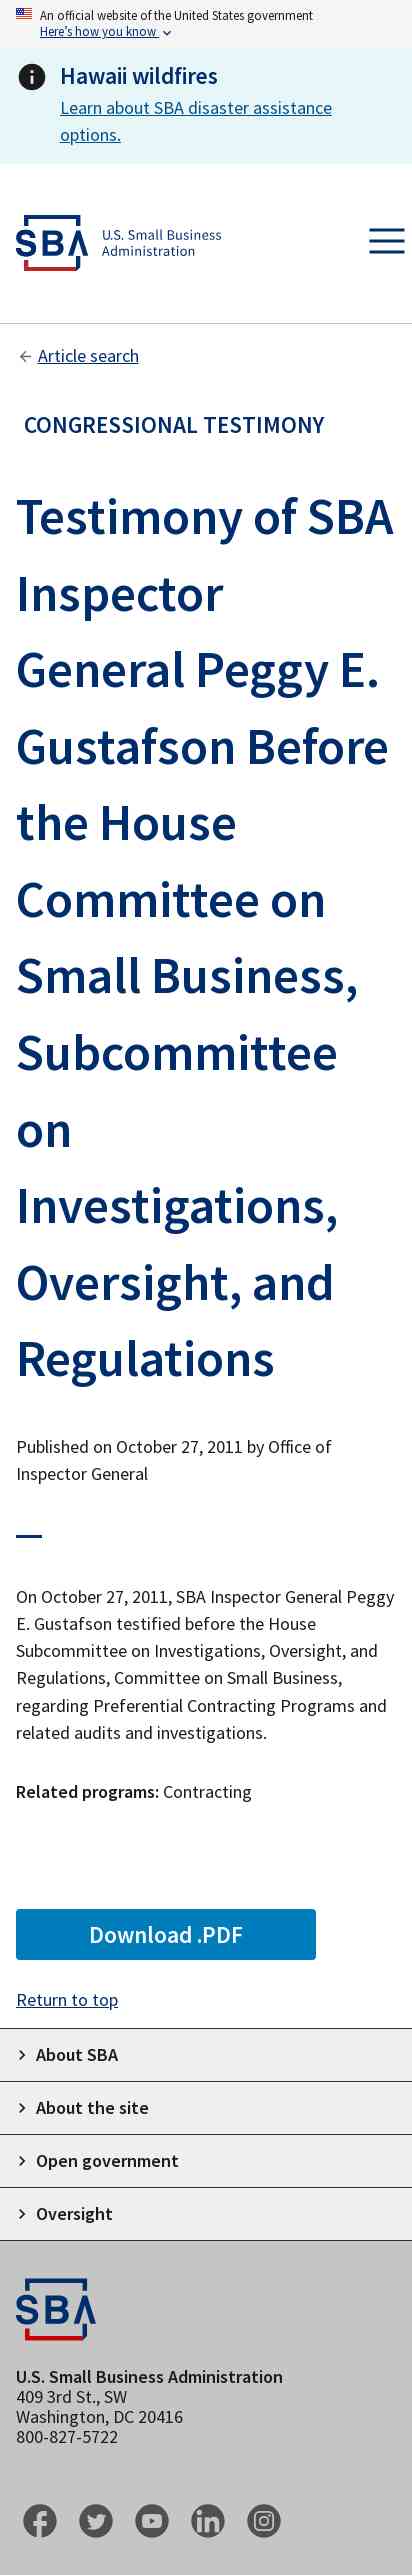 An official website of the United States government
Here's how you know
Hawaii wildfires
Learn about SBA disaster assistance
options.
SBA
U.S. Small Business
Administration
Article search
CONGRESSIONAL TESTIMONY
Testimony of SBA
Inspector
General Peggy E.
Gustafson Before
the House
Committee on
Small Business,
Subcommittee
on
Investigations,
Oversight, and
Regulations
Published on October 27, 2011 by Office of
Inspector General
On October 27, 2011, SBA Inspector General Peggy
E. Gustafson testified before the House
Subcommittee on Investigations, Oversight, and
Regulations, Committee on Small Business,
regarding Preferential Contracting Programs and
related audits and investigations.
Related programs: Contracting
Download .PDF
Return to top
About SBA
About the site
Open government
Oversight
SBA
U.S. Small Business Administration
409 3rd St., SW
Washington, DC 20416
800-827-5722